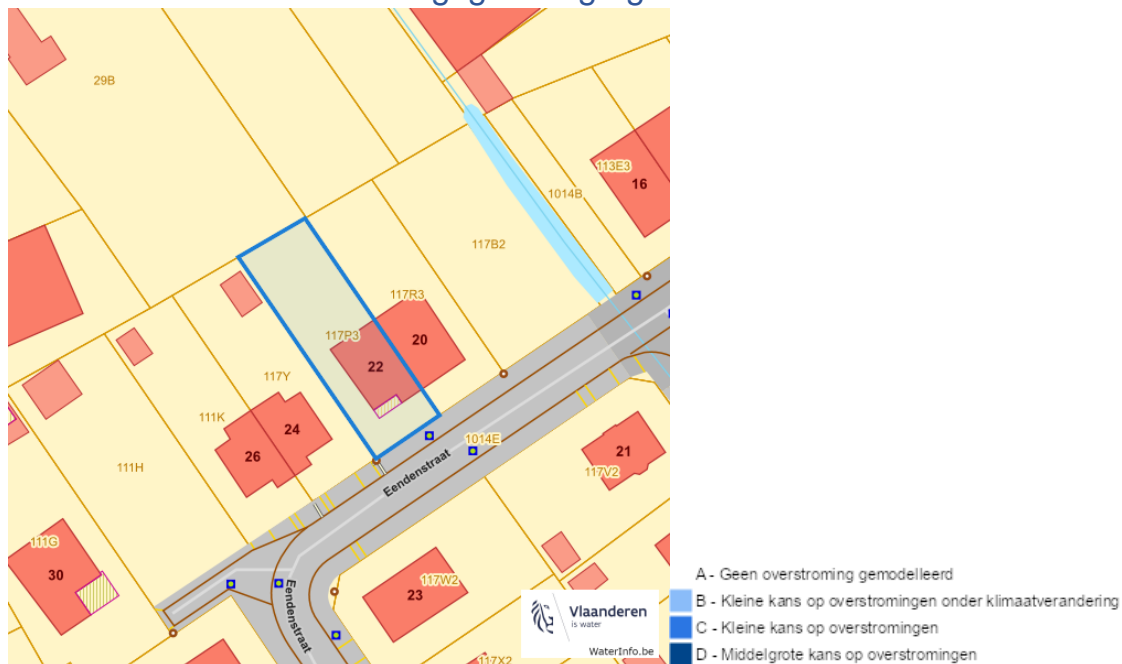 29B
113E3
16
1014B
117B2
117R3
117P3
20
22
117Y
111K
24
26
1014E
Eendenstraat
21
117V2
111H
111G
30
117W2
23
Eendenstraat
117X2
Vlaanderen
is water
WaterInfo.be
A - Geen overstroming gemodelleerd
B - Kleine kans op overstromingen onder klimaatverandering
C - Kleine kans op overstromingen
D - Middelgrote kans op overstromingen